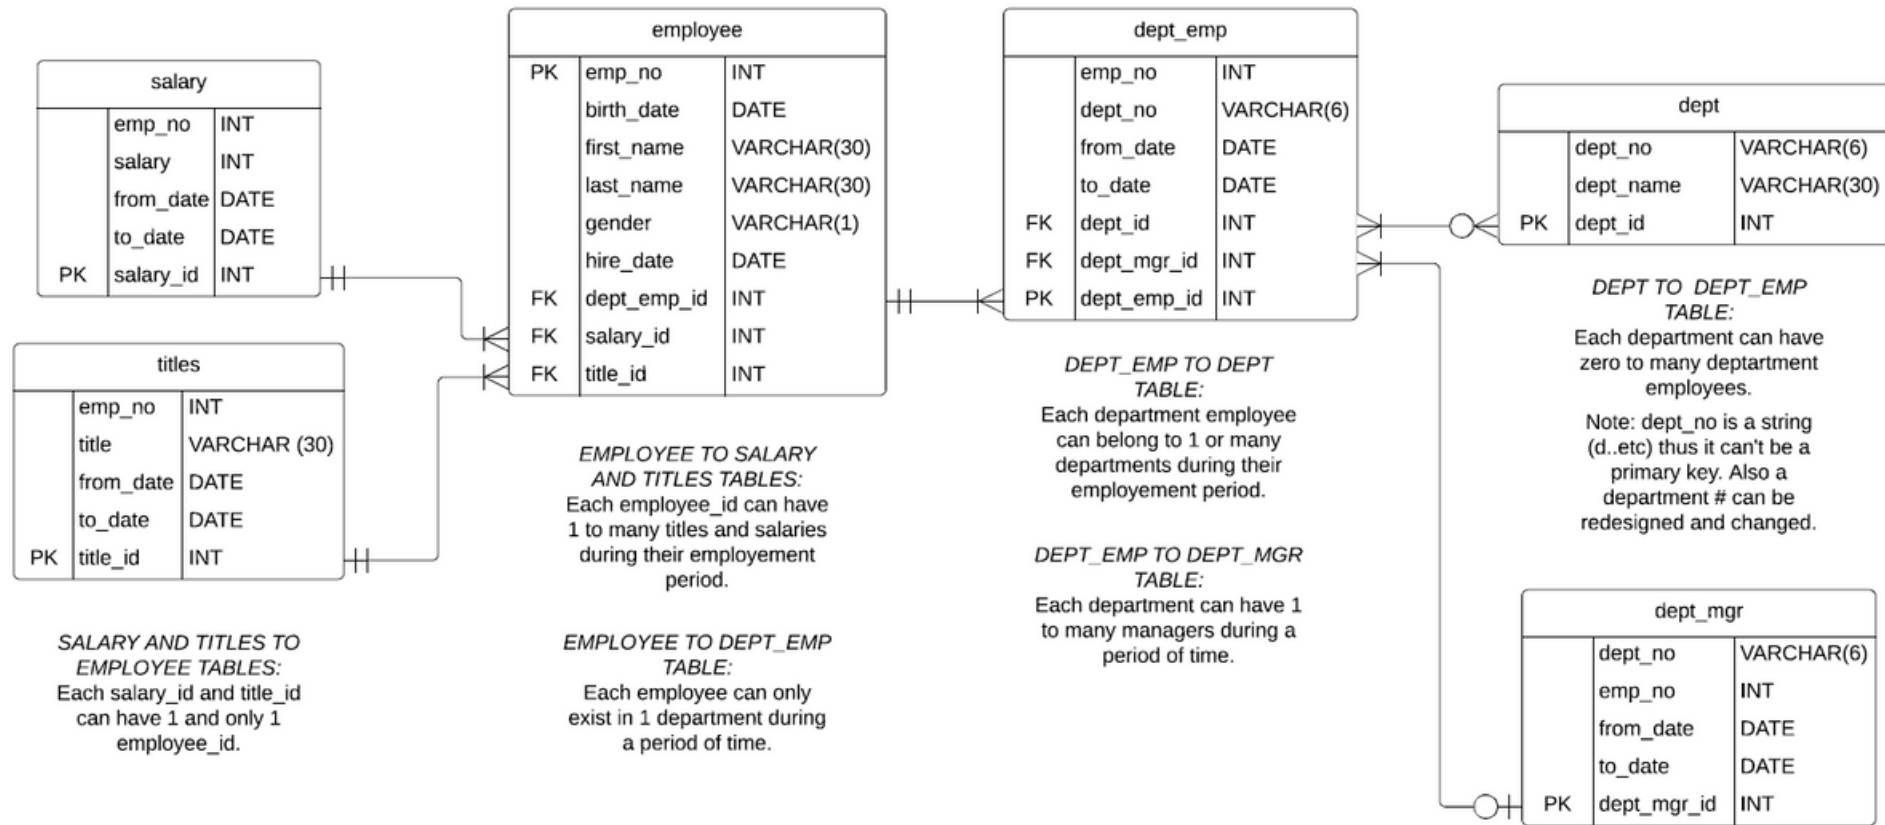 salary
emp_no INT
salary INT
from_date DATE
to_date DATE
PK salary_id INT
titles
emp_no INT
title VARCHAR (30)
from_date DATE
to_date DATE
PK title_id INT
SALARY AND TITLES TO
EMPLOYEE TABLES:
Each salary_id and title_id
can have 1 and only 1
employee_id.
employee
PK emp_no INT
birth_date DATE
first_name VARCHAR(30)
last_name VARCHAR(30)
gender VARCHAR(1)
hire_date DATE
FK dept_emp_id INT
FK salary_id INT
FK title_id INT
EMPLOYEE TO SALARY
AND TITLES TABLES:
Each employee_id can have
1 to many titles and salaries
during their employement
period.
EMPLOYEE TO DEPT_EMP
TABLE:
Each employee can only
exist in 1 department during
a period of time.
dept_emp
emp_no INT
dept_no VARCHAR(6)
from_date DATE
to_date DATE
FK dept_id INT
FK dept_mgr_id INT
PK dept_emp_id INT
DEPT_EMP TO DEPT
TABLE:
Each department employee
can belong to 1 or many
departments during their
employement period.
DEPT_EMP TO DEPT_MGR
TABLE:
Each department can have 1
to many managers during a
period of time.
dept
dept_no VARCHAR(6)
dept_name VARCHAR(30)
PK dept_id INT
DEPT TO DEPT_EMP
TABLE:
Each department can have
zero to many deptartment
employees.
Note: dept_no is a string
(d..etc) thus it can't be a
primary key. Also a
department # can be
redesigned and changed.
dept_mgr
dept_no VARCHAR(6)
emp_no INT
from_date DATE
to_date DATE
PK dept_mgr_id INT